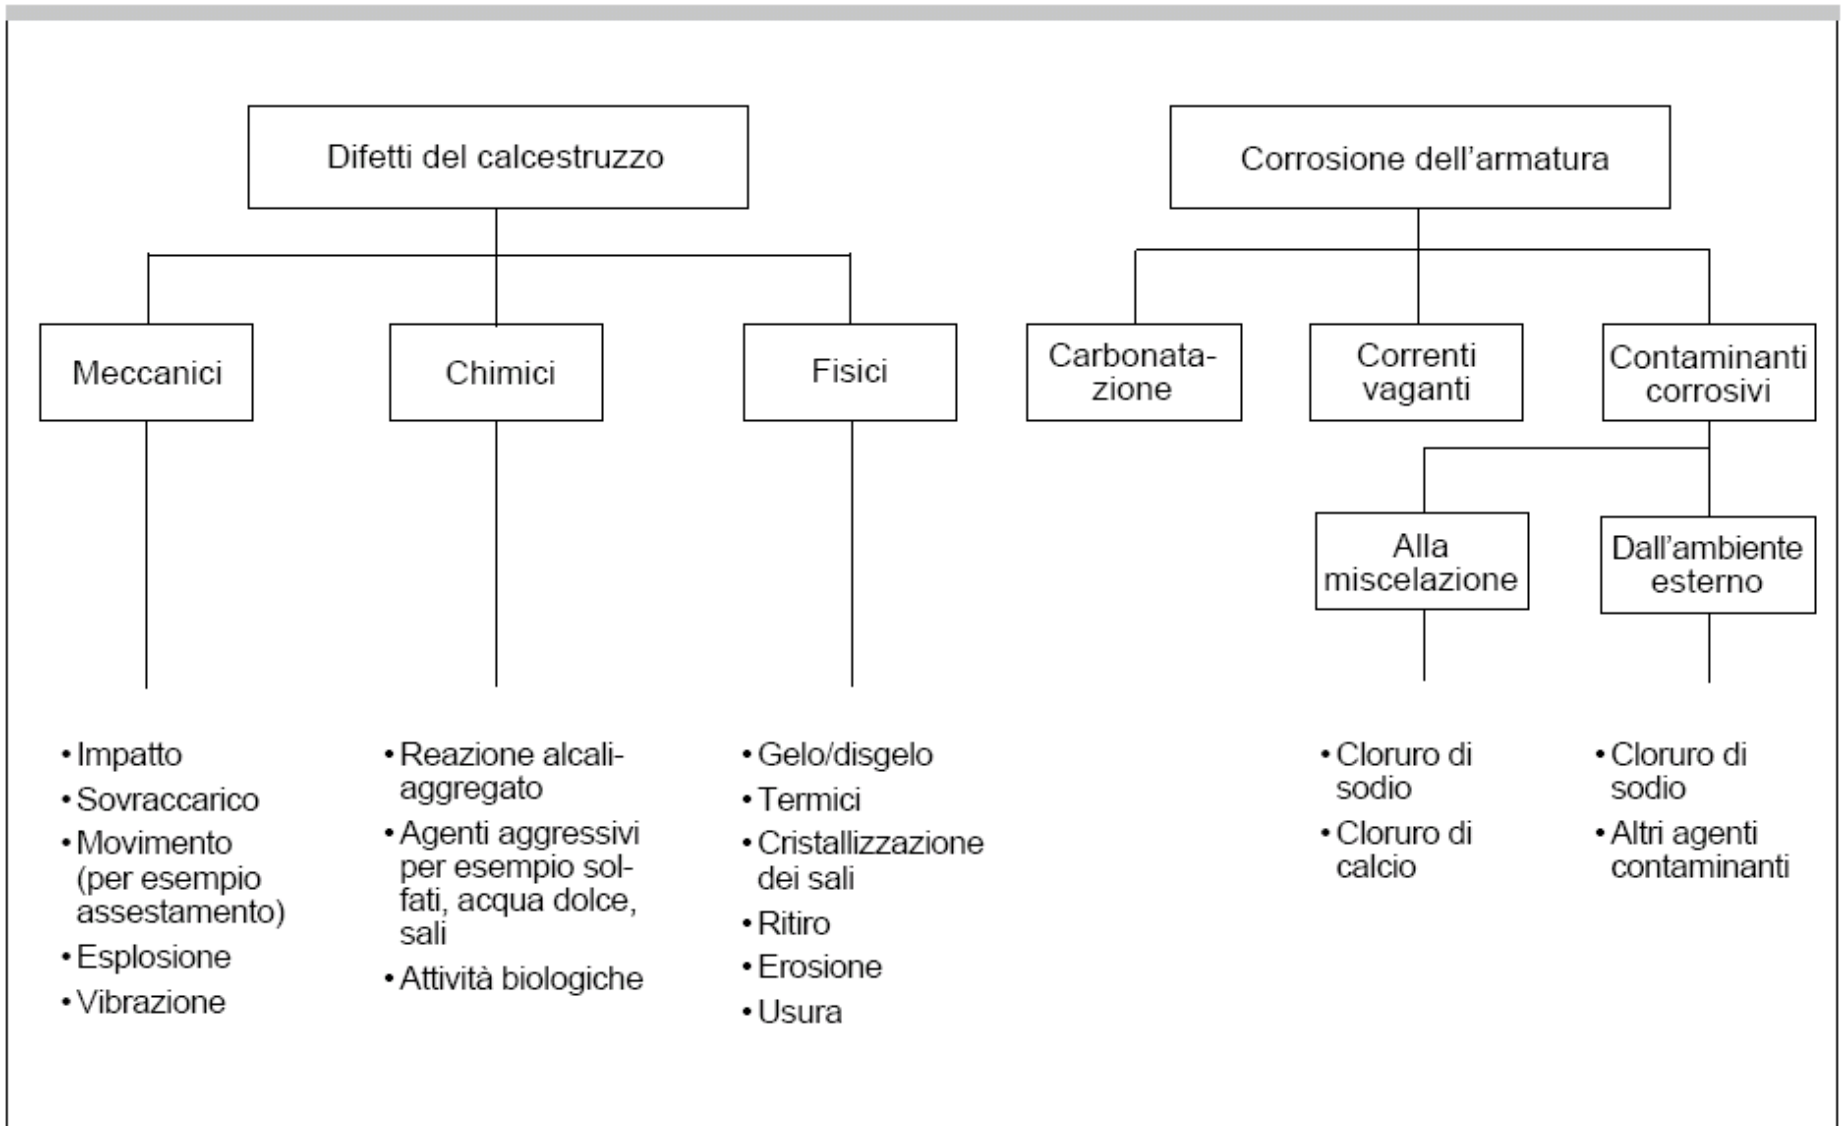 Difetti del calcestruzzo
Corrosione dell'armatura
Meccanici
Chimici
Fisici
Carbonata-
zione
Correnti
vaganti
Contaminanti
corrosivi
Alla
miscelazione
Dall'ambiente
esterno
• Impatto
• Sovraccarico
• Movimento
(per esempio
assestamento)
• Esplosione
• Vibrazione
• Reazione alcali-
aggregato
• Agenti aggressivi
per esempio sol-
fati, acqua dolce,
sali
• Attività biologiche
• Gelo/disgelo
• Termici
• Cristallizzazione
dei sali
• Ritiro
• Erosione
• Usura
• Cloruro di
sodio
• Cloruro di
calcio
• Cloruro di
sodio
• Altri agenti
contaminanti